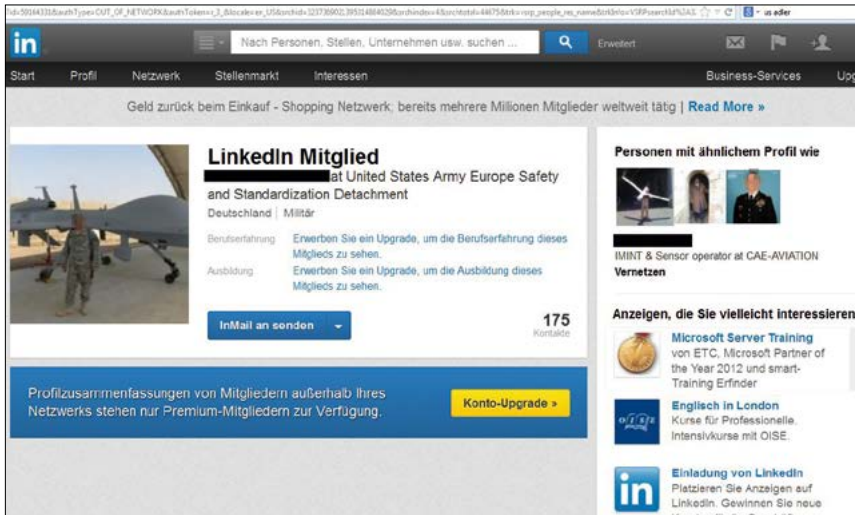 us adler
in
Nach Personen, Stellen, Unternehmen usw. suchen ...
Erweitert
Start Profil Netzwerk Stellenmarkt Interessen Business-Services Upg
Geld zurück beim Einkauf - Shopping Netzwerk; bereits mehrere Millionen Mitglieder weltweit tätig | Read More »
LinkedIn Mitglied
at United States Army Europe Safety
and Standardization Detachment
Deutschland | Militär
Berufserfahrung Erwerben Sie ein Upgrade, um die Berufserfahrung dieses
Mitglieds zu sehen.
Ausbildung Erwerben Sie ein Upgrade, um die Ausbildung dieses
Mitglieds zu sehen.
InMail an senden
175
Kontakte
Profilzusammenfassungen von Mitgliedern außerhalb Ihres
Netzwerks stehen nur Premium-Mitgliedern zur Verfügung.
Konto-Upgrade »
Personen mit ähnlichem Profil wie
IMINT & Sensor operator at CAE-AVIATION
Vernetzen
Anzeigen, die Sie vielleicht interessieren
Microsoft Server Training
von ETC, Microsoft Partner of
the Year 2012 und smart-
Training Erfinder
OISE
Englisch in London
Kurse für Professionelle.
Intensivkurse mit OISE.
in
Einladung von LinkedIn
Platzieren Sie Anzeigen auf
LinkedIn. Gewinnen Sie neue